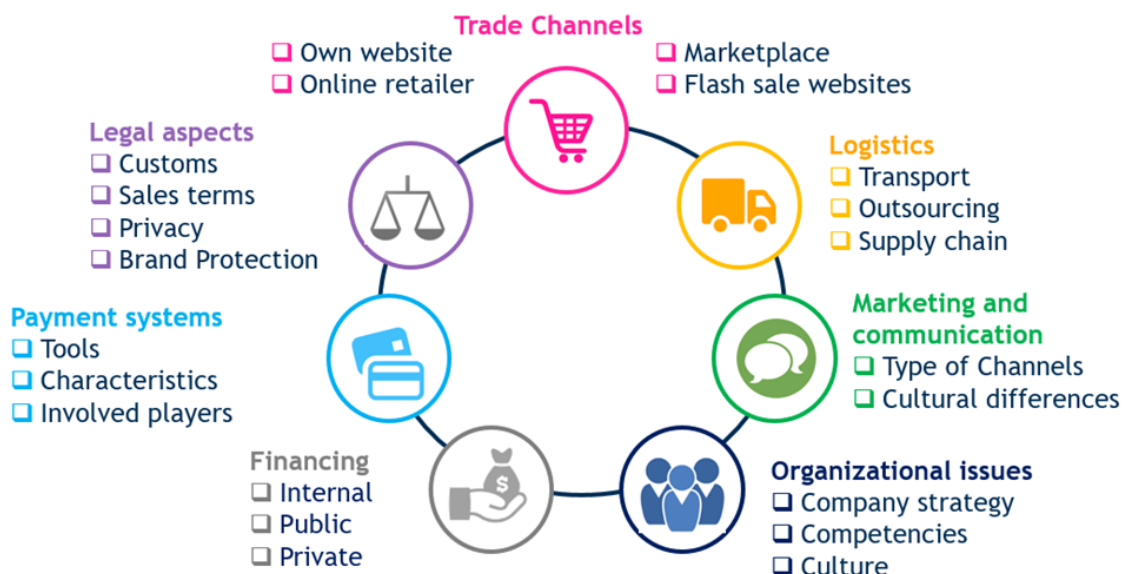 Trade Channels
❑ Own website
❑ Online retailer
❑ Marketplace
❑ Flash sale websites
Legal aspects
❑ Customs
❑ Sales terms
❑ Privacy
❑ Brand Protection
Logistics
❑ Transport
❑ Outsourcing
❑ Supply chain
Payment systems
❑ Tools
❑ Characteristics
❑ Involved players
Marketing and
communication
❑ Type of Channels
❑ Cultural differences
Financing
❑ Internal
❑ Public
❑ Private
$
Organizational issues
❑ Company strategy
❑ Competencies
❑ Culture